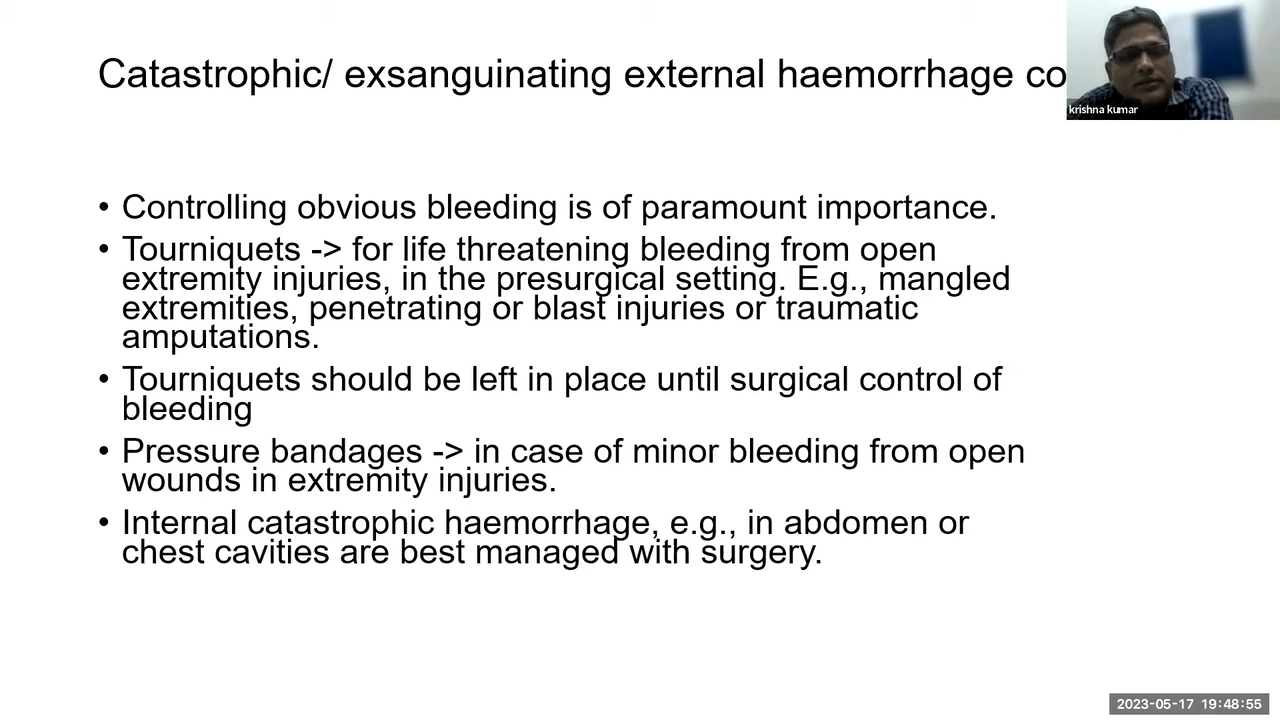 Catastrophic/ exsanguinating external haemorrhage co
krishna kumar
• Controlling obvious bleeding is of paramount importance.
• Tourniquets -> for life threatening bleeding from open
extremity injuries, in the presurgical setting. E.g., mangled
extremities, penetrating or blast injuries or traumatic
amputations.
• Tourniquets should be left in place until surgical control of
bleeding
• Pressure bandages -> in case of minor bleeding from open
wounds in extremity injuries.
• Internal catastrophic haemorrhage, e.g., in abdomen or
chest cavities are best managed with surgery.
2023-05-17 19:48:55